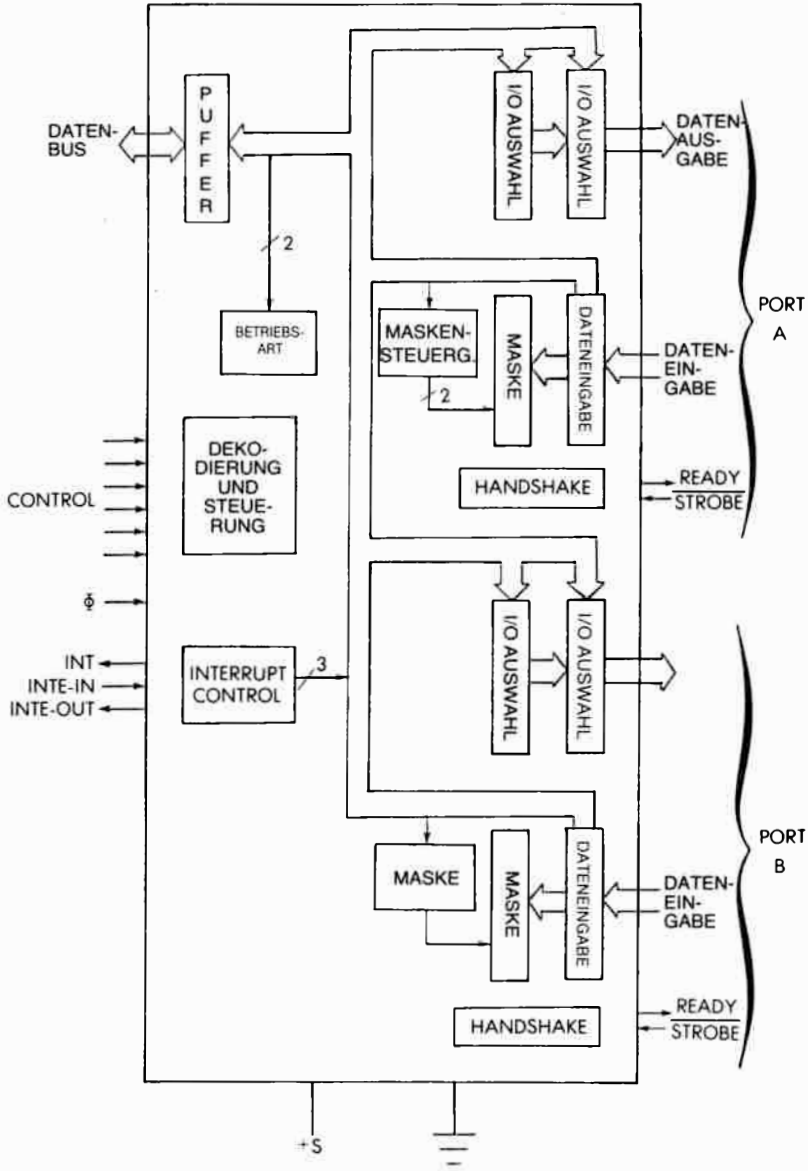 DATEN-
BUS
P
U
F
F
E
R
2
BETRIEBS-
ART
I/O AUSWAHL
I/O AUSWAHL
DATEN-
AUS-
GABE
MASKEN-
STEUERG.
2
MASKE
DATENEINGABE
DATEN-
EIN-
GABE
PORT
A
HANDSHAKE
READY
STROBE
CONTROL
DEKO-
DIERUNG
UND
STEUE-
RUNG
Φ
INT
INTE-IN
INTE-OUT
INTERRUPT
CONTROL
3
I/O AUSWAHL
I/O AUSWAHL
MASKE
MASKE
DATENEINGABE
DATEN-
EIN-
GABE
PORT
B
HANDSHAKE
READY
STROBE
+S